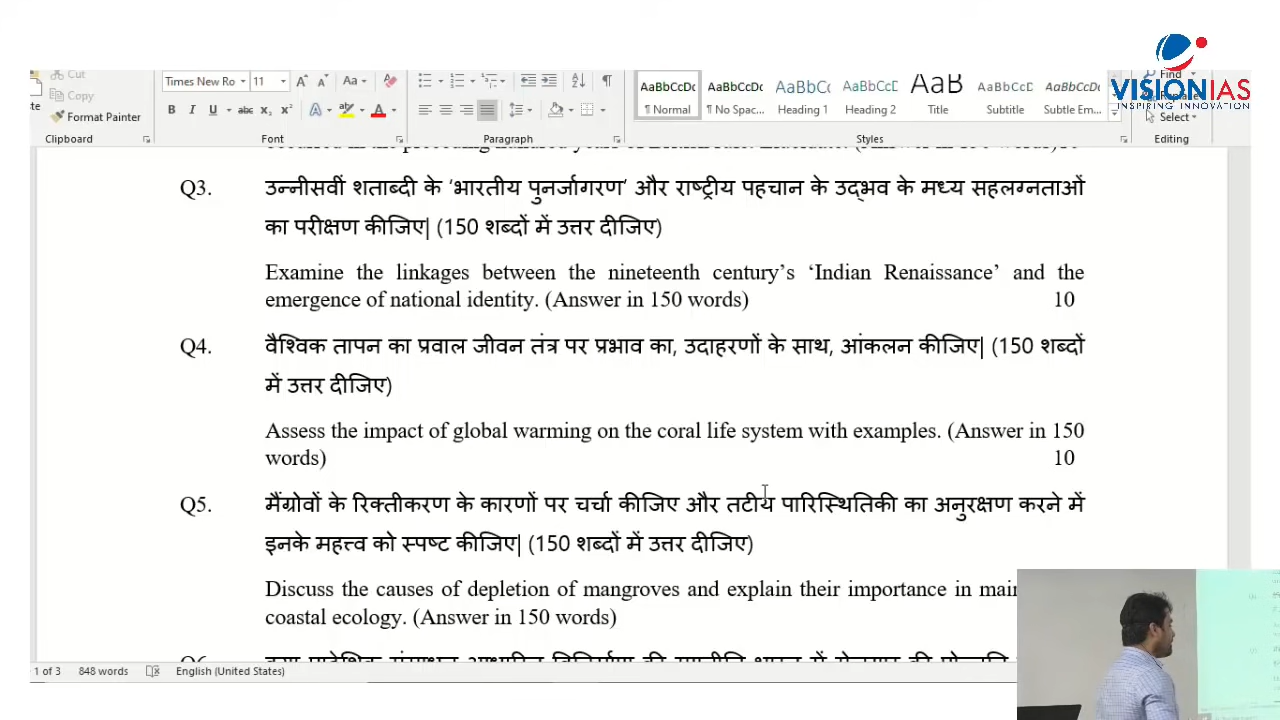 VISIONIAS
INSPIRING INNOVATION
Cut
Copy
Format Painter
Clipboard
Times New Ro
11
Font
Paragraph
AaBbCcDc
¶ Normal
AaBbCcDc
¶ No Spac...
AaBbCc
Heading 1
AaBbCcD
Heading 2
AaB
Title
AaBbCcD
Subtitle
AaBbCcDc
Subtle Em...
Styles
Find
Select
Editing
Q3. उन्नीसवीं शताब्दी के ‘भारतीय पुनर्जागरण’ और राष्ट्रीय पहचान के उद्भव के मध्य सहलग्नताओं
का परीक्षण कीजिए| (150 शब्दों में उत्तर दीजिए)
Examine the linkages between the nineteenth century’s ‘Indian Renaissance’ and the
emergence of national identity. (Answer in 150 words) 10
Q4. वैश्विक तापन का प्रवाल जीवन तंत्र पर प्रभाव का, उदाहरणों के साथ, आंकलन कीजिए| (150 शब्दों
में उत्तर दीजिए)
Assess the impact of global warming on the coral life system with examples. (Answer in 150
words) 10
Q5. मैंग्रोवों के रिक्तीकरण के कारणों पर चर्चा कीजिए और तटीय पारिस्थितिकी का अनुरक्षण करने में
इनके महत्त्व को स्पष्ट कीजिए| (150 शब्दों में उत्तर दीजिए)
Discuss the causes of depletion of mangroves and explain their importance in
coastal ecology. (Answer in 150 words)
1 of 3 848 words English (United States)